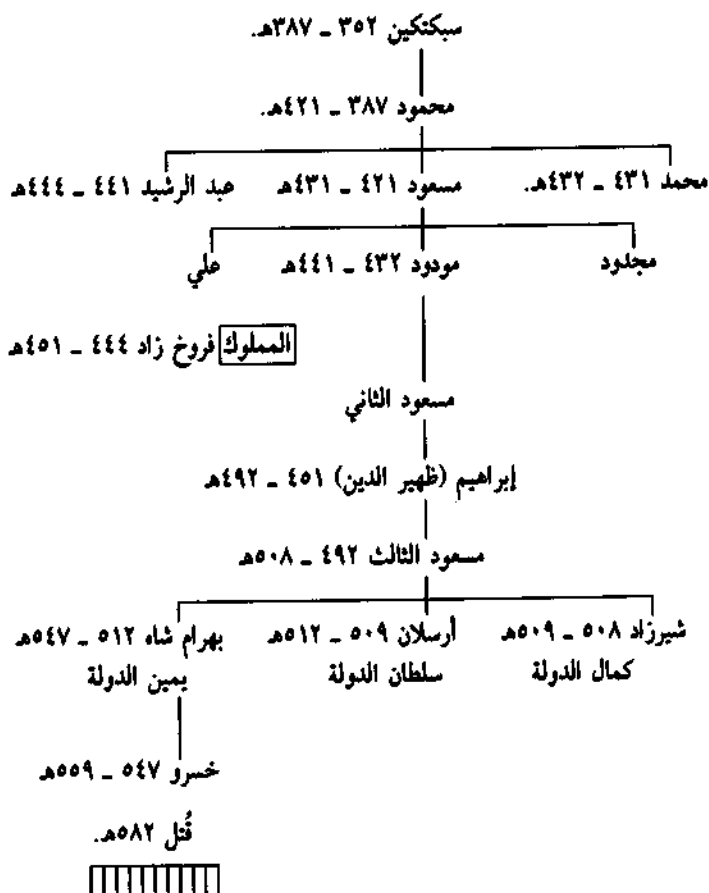 سبكتكين ٣٥٢ ـ ٣٨٧هـ.
محمود ٣٨٧ ـ ٤٢١هـ.
محمد ٤٣١ ـ ٤٣٢هـ. مسعود ٤٢١ ـ ٤٣١هـ عبد الرشيد ٤٤١ ـ ٤٤٤هـ
مجدود مودود ٤٣٢ ـ ٤٤١هـ علي
المملوك فروخ زاد ٤٤٤ ـ ٤٥١هـ
مسعود الثاني
إبراهيم (ظهير الدين) ٤٥١ ـ ٤٩٢هـ
مسعود الثالث ٤٩٢ ـ ٥٠٨هـ
شيرزاد ٥٠٨ ـ ٥٠٩هـ أرسلان ٥٠٩ ـ ٥١٢هـ بهرام شاه ٥١٢ ـ ٥٤٧هـ
كمال الدولة سلطان الدولة يمين الدولة
خسرو ٥٤٧ ـ ٥٥٩هـ
قُتل ٥٨٢هـ.